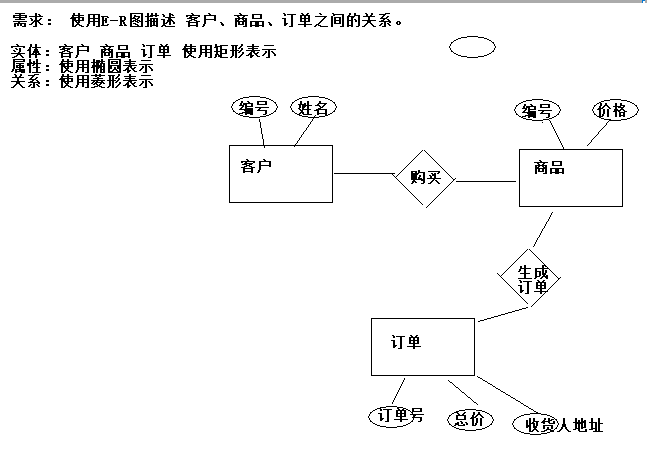 需求： 使用E-R图描述 客户、商品、订单之间的关系。
实体：客户 商品 订单 使用矩形表示
属性：使用椭圆表示
关系：使用菱形表示
编号
姓名
编号
价格
客户
购买
商品
生成
订单
订单
订单号
总价
收货人地址